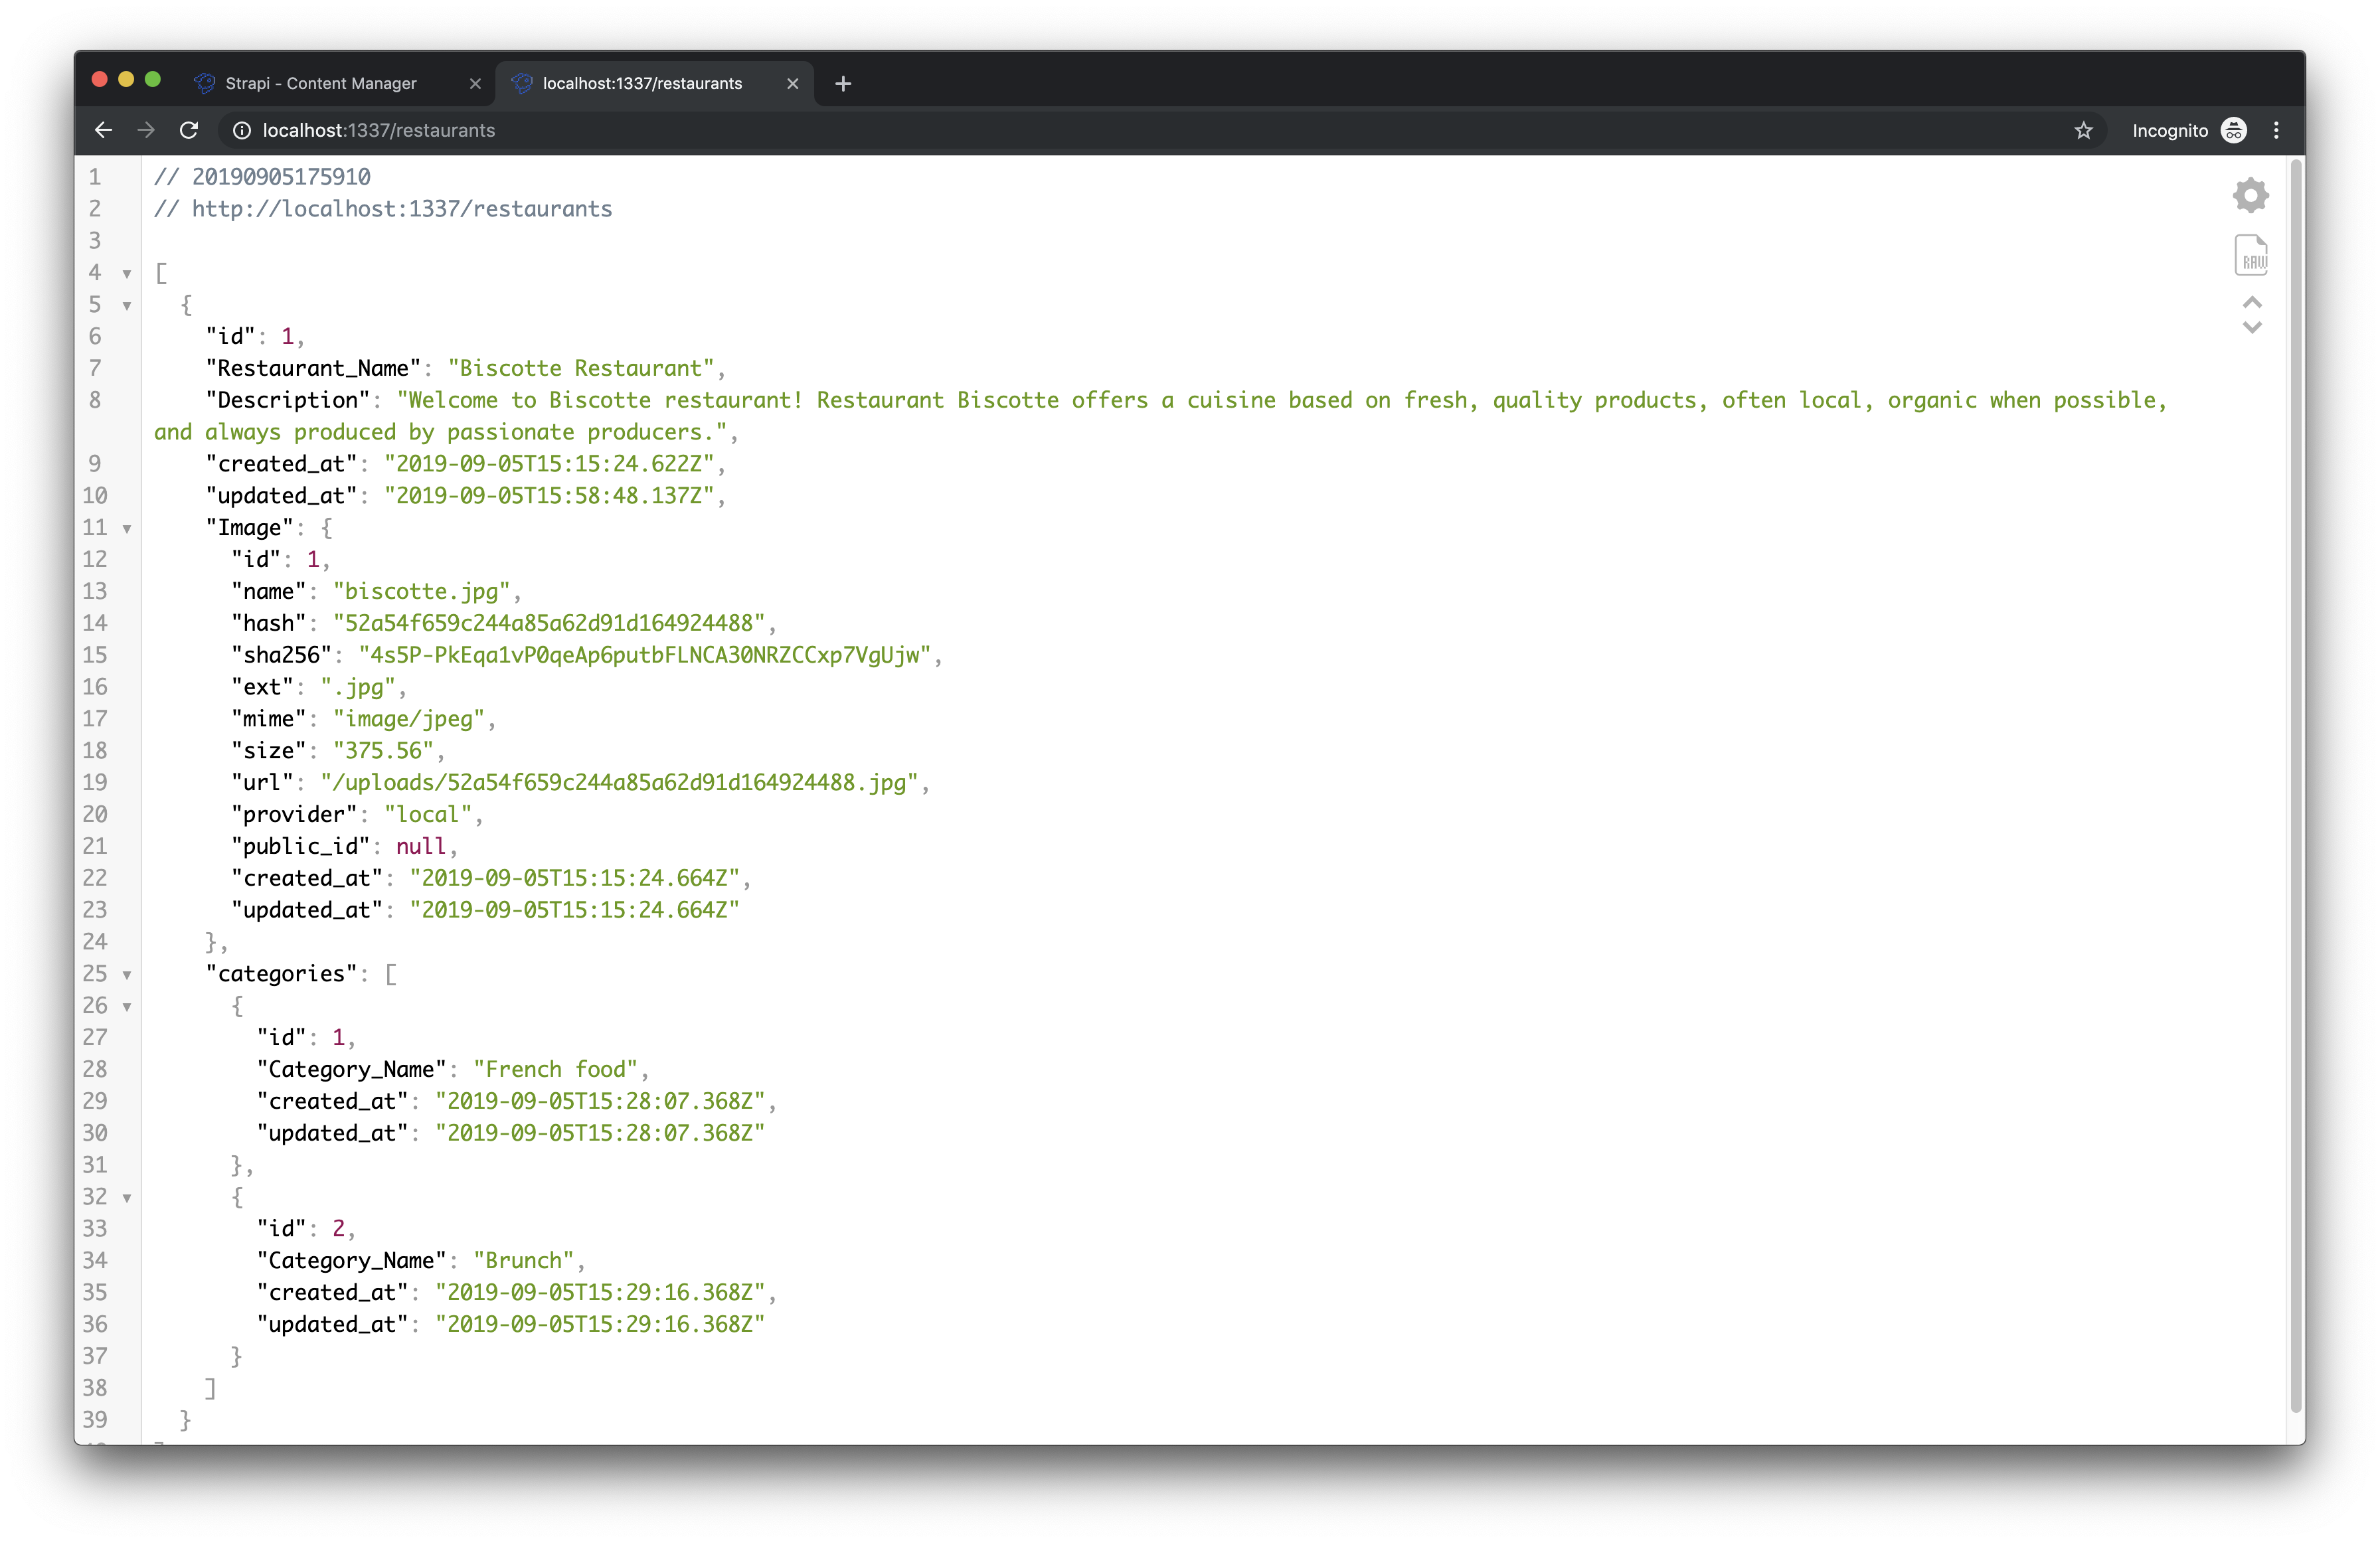 Strapi - Content Manager
localhost:1337/restaurants
localhost:1337/restaurants
Incognito
1 // 20190905175910
2 // http://localhost:1337/restaurants
3
4 [
5 {
6 "id": 1,
7 "Restaurant_Name": "Biscotte Restaurant",
8 "Description": "Welcome to Biscotte restaurant! Restaurant Biscotte offers a cuisine based on fresh, quality products, often local, organic when possible,
and always produced by passionate producers.",
9 "created_at": "2019-09-05T15:15:24.622Z",
10 "updated_at": "2019-09-05T15:58:48.137Z",
11 "Image": {
12 "id": 1,
13 "name": "biscotte.jpg",
14 "hash": "52a54f659c244a85a62d91d164924488",
15 "sha256": "4s5P-PkEqa1vP0qeAp6putbFLNCA30NRZCCxp7VgUjw",
16 "ext": ".jpg",
17 "mime": "image/jpeg",
18 "size": "375.56",
19 "url": "/uploads/52a54f659c244a85a62d91d164924488.jpg",
20 "provider": "local",
21 "public_id": null,
22 "created_at": "2019-09-05T15:15:24.664Z",
23 "updated_at": "2019-09-05T15:15:24.664Z"
24 },
25 "categories": [
26 {
27 "id": 1,
28 "Category_Name": "French food",
29 "created_at": "2019-09-05T15:28:07.368Z",
30 "updated_at": "2019-09-05T15:28:07.368Z"
31 },
32 {
33 "id": 2,
34 "Category_Name": "Brunch",
35 "created_at": "2019-09-05T15:29:16.368Z",
36 "updated_at": "2019-09-05T15:29:16.368Z"
37 }
38 ]
39 }
RAW